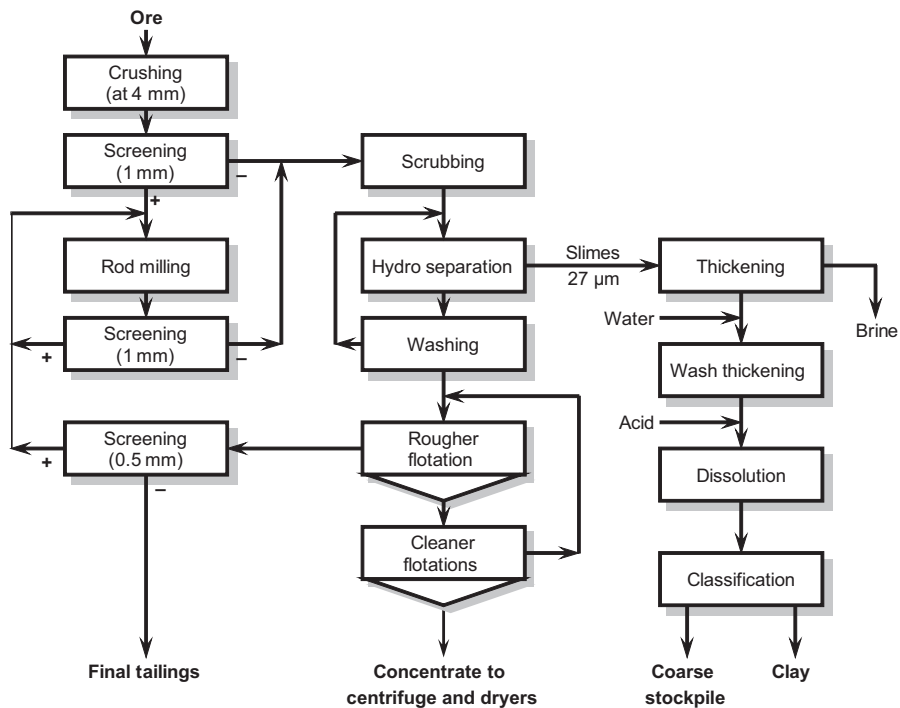 Ore
Crushing
(at 4 mm)
Screening
(1 mm)
–
+
Rod milling
Screening
(1 mm)
+
–
Screening
(0.5 mm)
+
–
Final tailings
Scrubbing
Hydro separation
Washing
Rougher
flotation
Cleaner
flotations
Concentrate to
centrifuge and dryers
Slimes
27 µm
Thickening
Brine
Water
Wash thickening
Acid
Dissolution
Classification
Coarse
stockpile
Clay